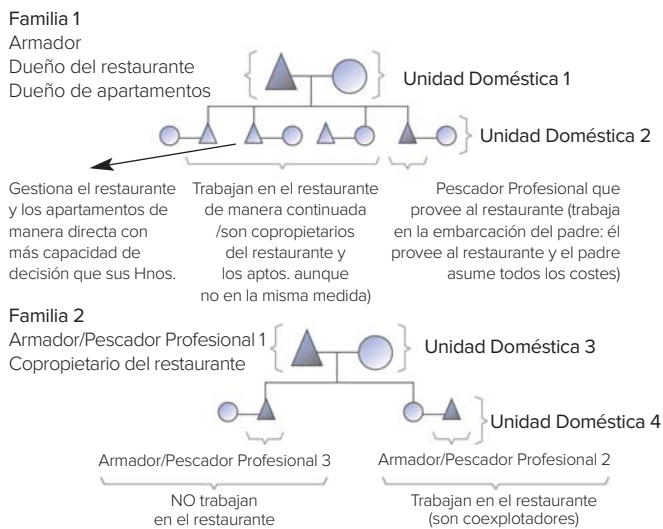 Familia 1
Armador
Dueño del restaurante
Dueño de apartamentos
Unidad Doméstica 1
Unidad Doméstica 2
Gestiona el restaurante
y los apartamentos de
manera directa con
más capacidad de
decisión que sus Hnos.
Trabajan en el restaurante
de manera continuada
/son copropietarios
del restaurante y
los aptos. aunque
no en la misma medida)
Pescador Profesional que
provee al restaurante (trabaja
en la embarcación del padre: él
provee al restaurante y el padre
asume todos los costes)
Familia 2
Armador/Pescador Profesional 1
Copropietario del restaurante
Unidad Doméstica 3
Unidad Doméstica 4
Armador/Pescador Profesional 3
Armador/Pescador Profesional 2
NO trabajan
en el restaurante
Trabajan en el restaurante
(son coexplotadores)